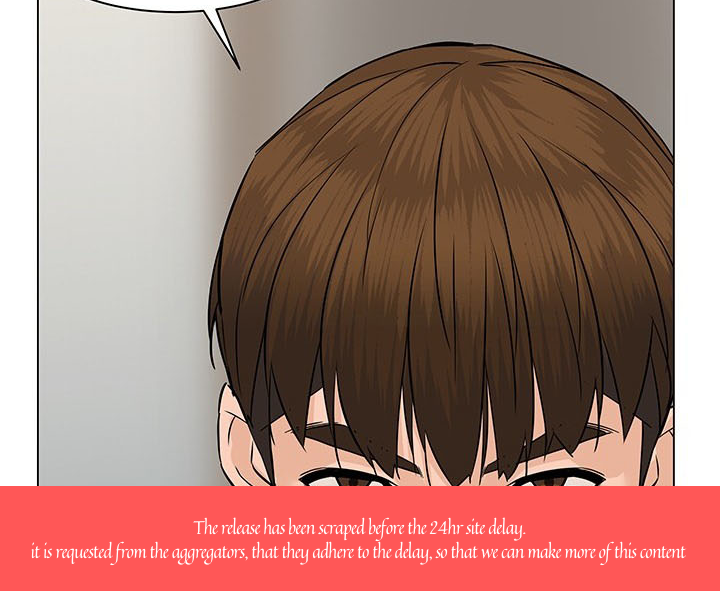 The release has been scraped before the 24hr site delay.
it is requested from the aggregators, that they adhere to the delay, so that we can make more of this content